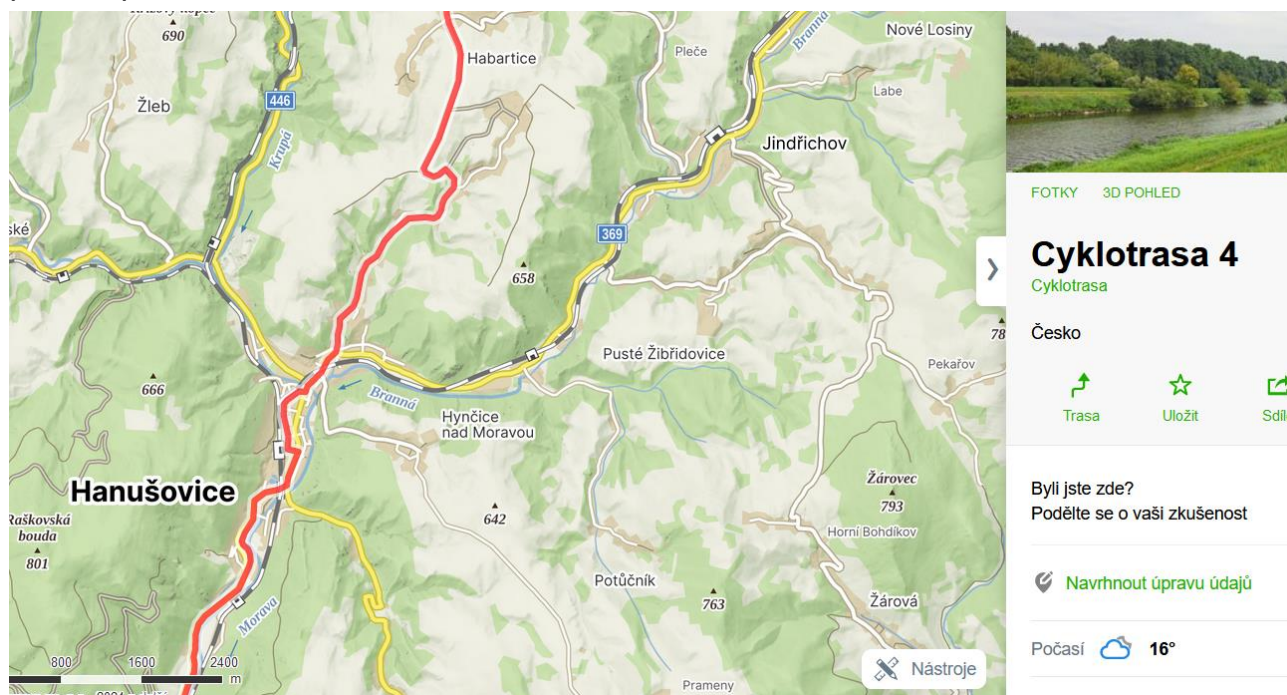 690
Habartice
Pleče
Branná
Nové Losiny
Žleb
446
Krupá
Labe
Jindřichov
FOTKY 3D POHLED
ské
369
❯
Cyklotrasa 4
Cyklotrasa
658
78
Česko
Pusté Žibřidovice
Pekařov
666
Branná
Trasa Uložit Sdíle
Hynčice
nad Moravou
Hanušovice
Žárovec
793
Byli jste zde?
Podělte se o vaši zkušenost
Raškovská
bouda
801
642
Horní Bohdíkov
Potůčník
763
Žárová
Navrhnout úpravu údajů
Morava
800 1600 2400
m
Nástroje
Počasí 16°
Prameny